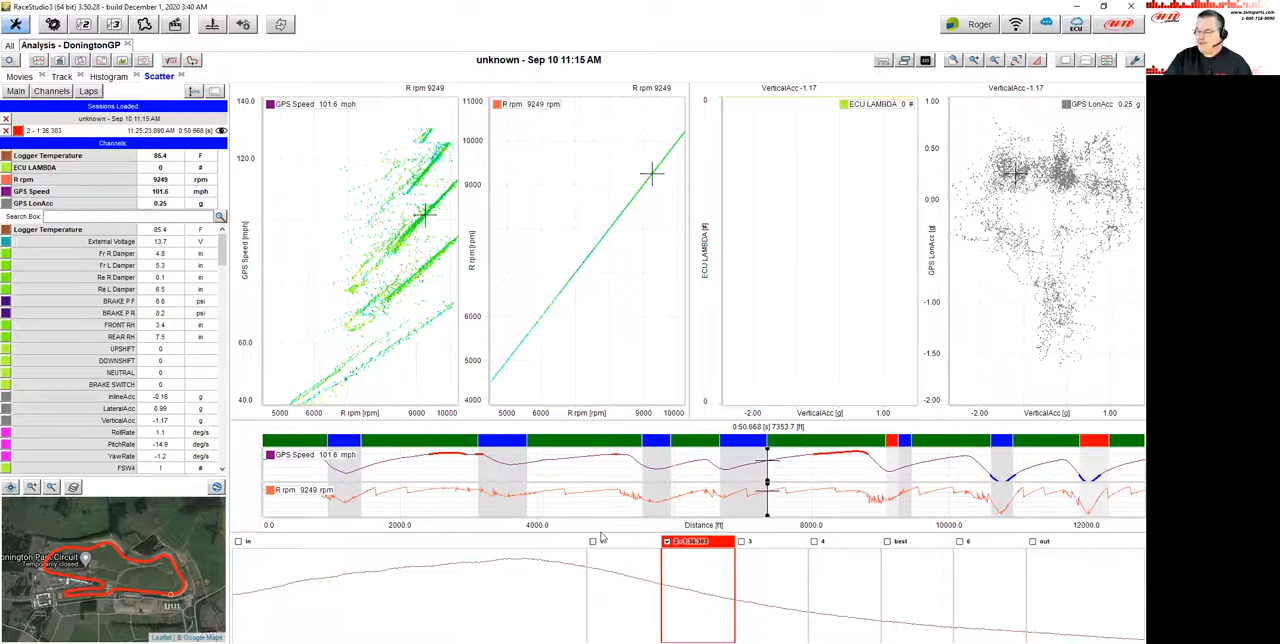 RaceStudio3 (64 bit) 3.50.28 - build December 1, 2020 3:40 AM
Roger
ECU
AiM
www.aimsports.com
1-800-718-9090
All Analysis - DoningtonGP
unknown - Sep 10 11:15 AM
Movies Track Histogram Scatter
Main Channels Laps
Sessions Loaded:
unknown - Sep 10 11:15 AM
2 - 1:36.303 11:25:23.890 AM 0:50.668 [s]
Channels:
Logger Temperature 85.4 F
ECU LAMBDA 0 #
R rpm 9249 rpm
GPS Speed 101.6 mph
GPS LonAcc 0.25 g
Search Box:
Logger Temperature 85.4 F
External Voltage 13.7 V
Fr R Damper 4.8 in
Fr L Damper 5.3 in
Re R Damper 0.1 in
Re L Damper 6.5 in
BRAKE P F 8.6 psi
BRAKE P R 8.2 psi
FRONT RH 3.4 in
REAR RH 7.5 in
UPSHIFT 0
DOWNSHIFT 0
NEUTRAL 0
BRAKE SWITCH 0
InlineAcc -0.16 g
LateralAcc 0.99 g
VerticalAcc -1.17 g
RollRate 1.1 deg/s
PitchRate -14.9 deg/s
YawRate -1.2 deg/s
FSW4 1 #
onington Park Circuit
Temporarily closed
Leaflet | © Google Maps
R rpm 9249
140.0
GPS Speed 101.6 mph
120.0
GPS Speed [mph]
60.0
40.0
5000 6000 R rpm [rpm] 9000 10000
R rpm 9249
11000
R rpm 9249 rpm
10000
9000
R rpm [rpm]
6000
5000
4000
5000 6000 R rpm [rpm] 9000 10000
VerticalAcc -1.17
0
ECU LAMBDA 0 #
ECU LAMBDA [#]
0
-2.00 VerticalAcc [g] 1.00
VerticalAcc -1.17
1.00
GPS LonAcc 0.25 g
0.50
0.00
GPS LonAcc [g]
-1.00
-1.50
-2.00
-2.00 VerticalAcc [g] 1.00
0:50.668 [s] 7353.7 [ft]
GPS Speed 101.6 mph
R rpm 9249 rpm
0.0 2000.0 4000.0 Distance [ft] 8000.0 10000.0 12000.0
in 2 - 1:36.303 3 4 best 6 out